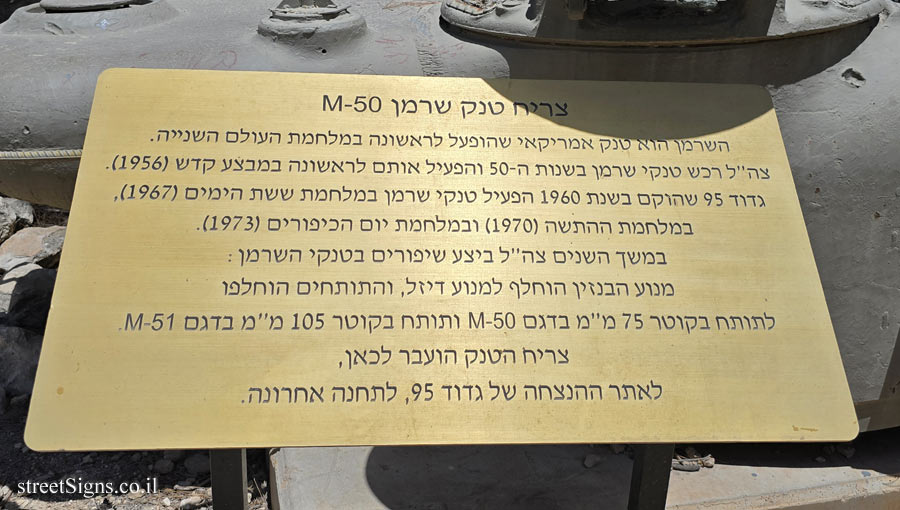 צריח טנק שרמן M-50
השרמן הוא טנק אמריקאי שהופעל לראשונה במלחמת העולם השנייה.
צה''ל רכש טנקי שרמן בשנות ה-50 והפעיל אותם לראשונה במבצע קדש (1956).
גדוד 95 שהוקם בשנת 1960 הפעיל טנקי שרמן במלחמת ששת הימים (1967),
במלחמת ההתשה (1970) ובמלחמת יום הכיפורים (1973).
במשך השנים צה''ל ביצע שיפורים בטנקי השרמן :
מנוע הבנזין הוחלף למנוע דיזל, והתותחים הוחלפו
לתותח בקוטר 75 מ''מ בדגם M-50 ותותח בקוטר 105 מ''מ בדגם M-51.
צריח הטנק הועבר לכאן,
לאתר ההנצחה של גדוד 95, לתחנה אחרונה.
streetSigns.co.il